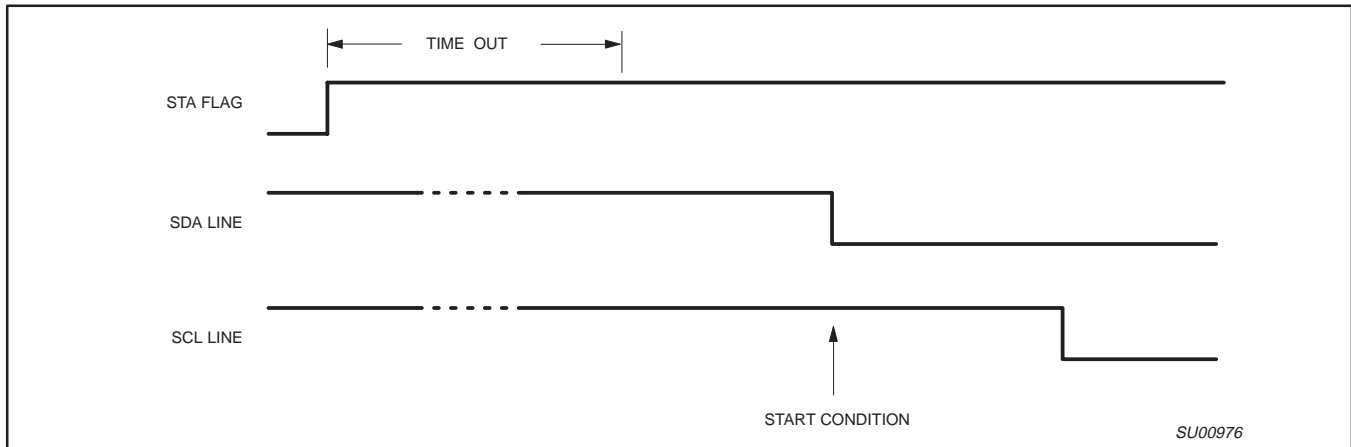 TIME OUT
STA FLAG
SDA LINE
SCL LINE
START CONDITION
SU00976